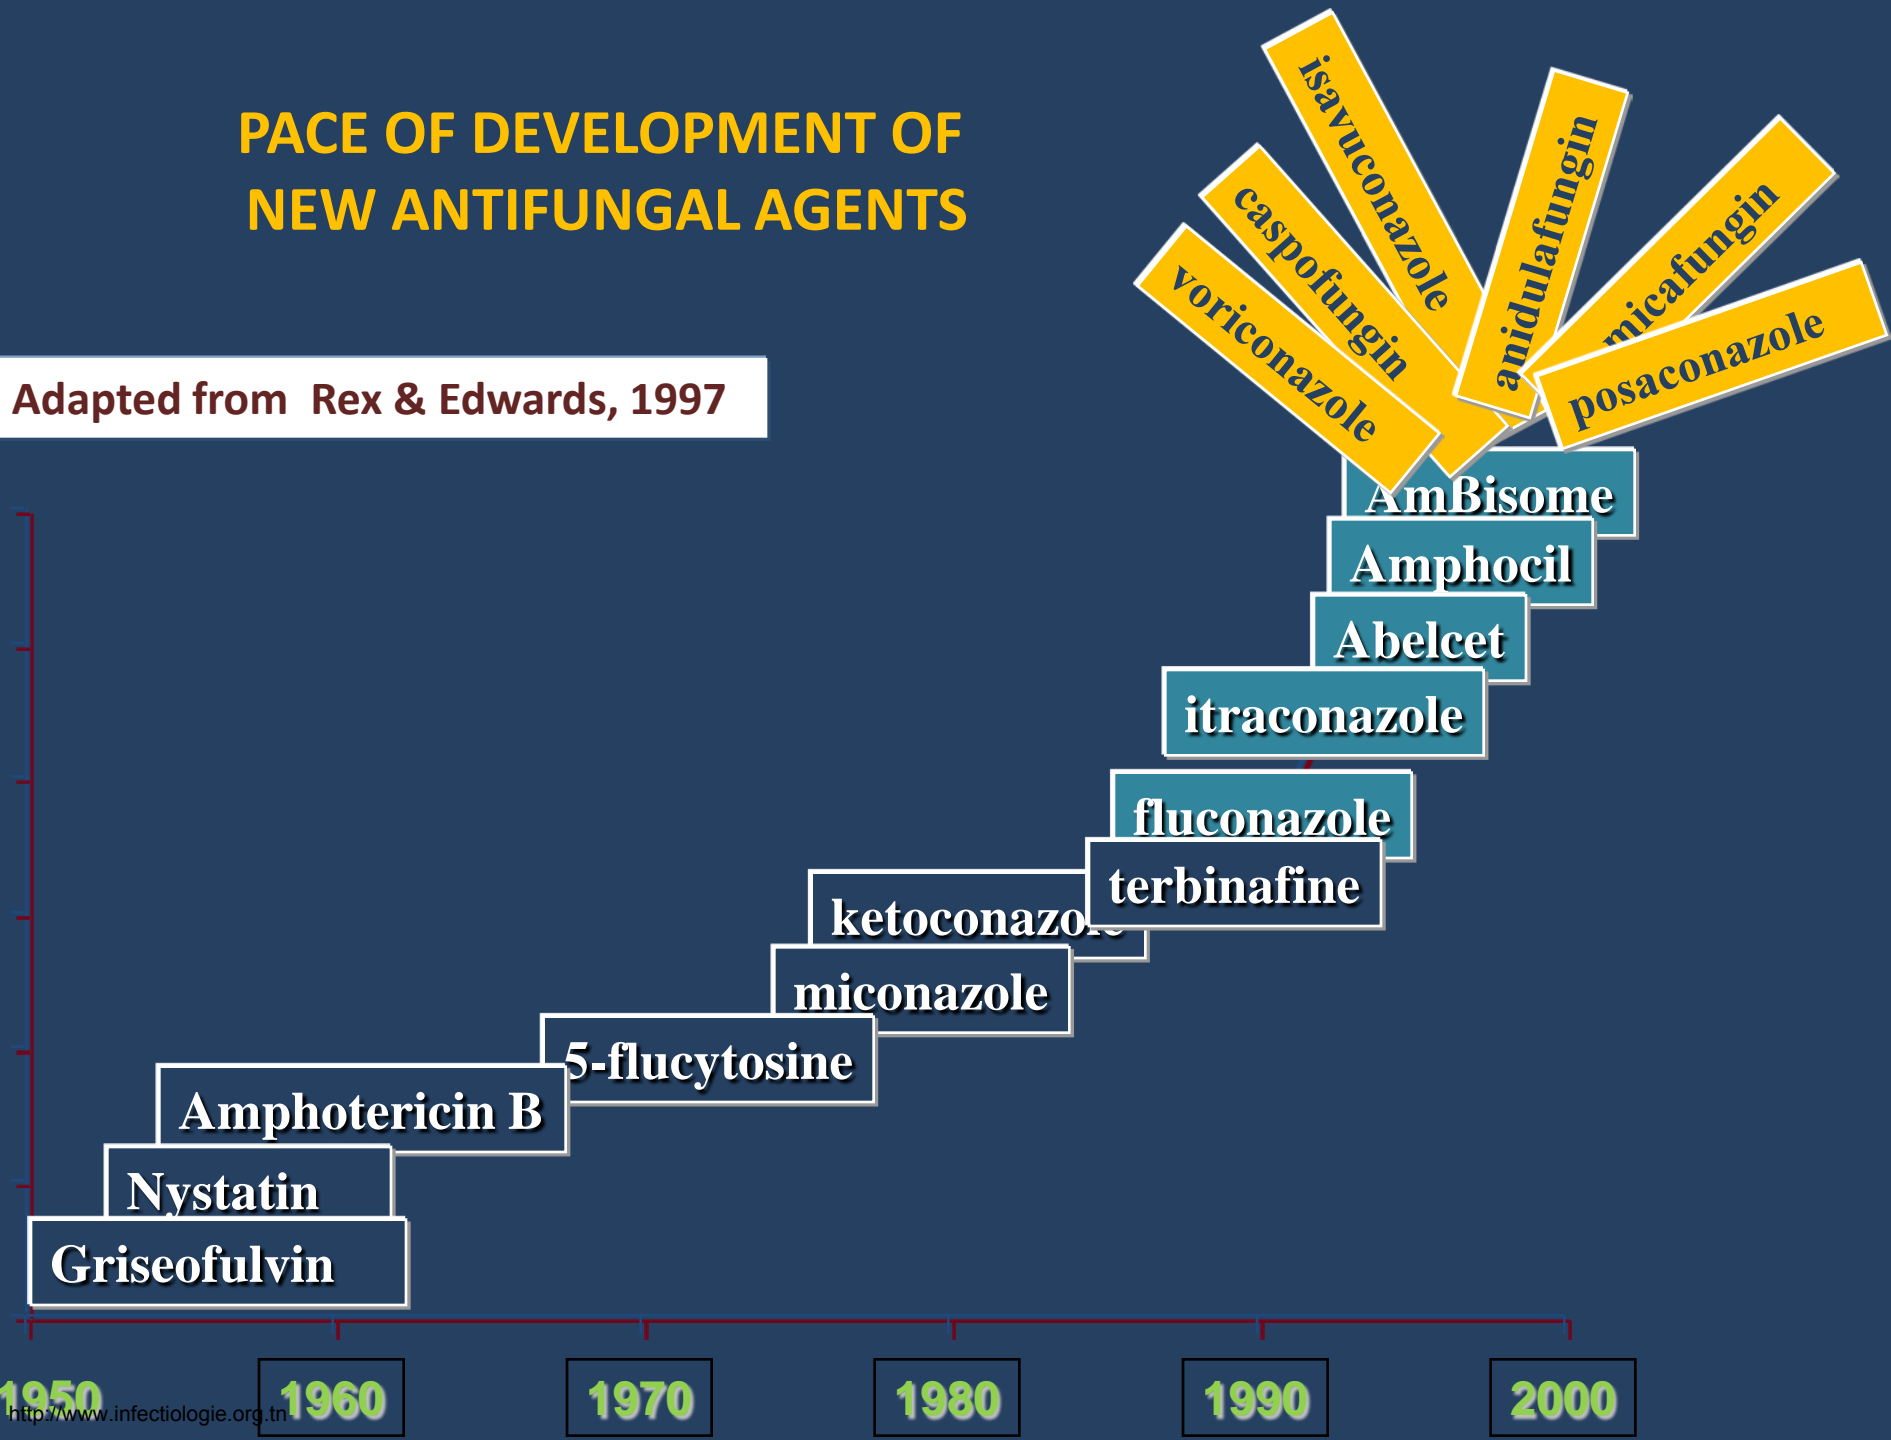 PACE OF DEVELOPMENT OF
NEW ANTIFUNGAL AGENTS
Adapted from Rex & Edwards, 1997
isavuconazole
anidulafungin
caspofungin
micafungin
voriconazole
posaconazole
AmBisome
Amphocil
Abelcet
itraconazole
fluconazole
terbinafine
ketoconazole
miconazole
5-flucytosine
Amphotericin B
Nystatin
Griseofulvin
1950 1960 1970 1980 1990 2000
http://www.infectiologie.org.tn